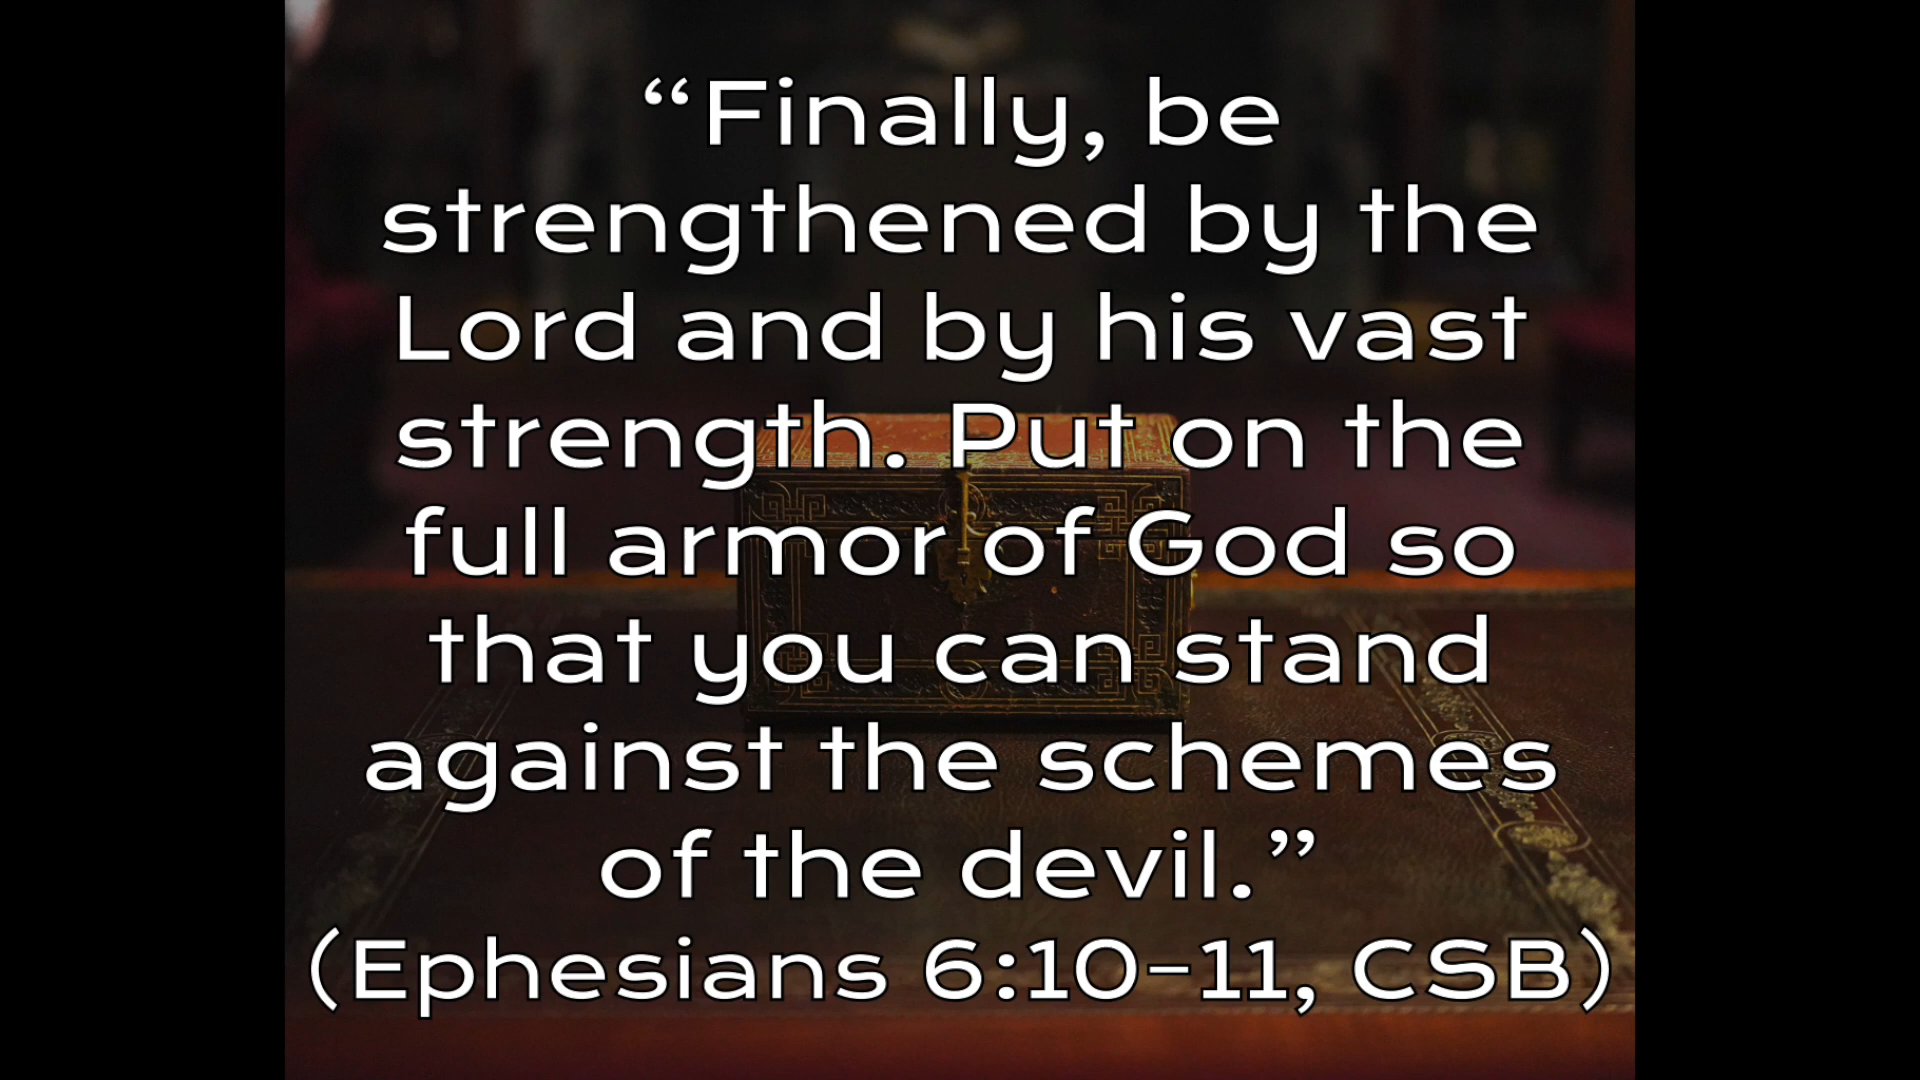 “Finally, be
strengthened by the
Lord and by his vast
strength. Put on the
full armor of God so
that you can stand
against the schemes
of the devil.”
(Ephesians 6:10–11, CSB)